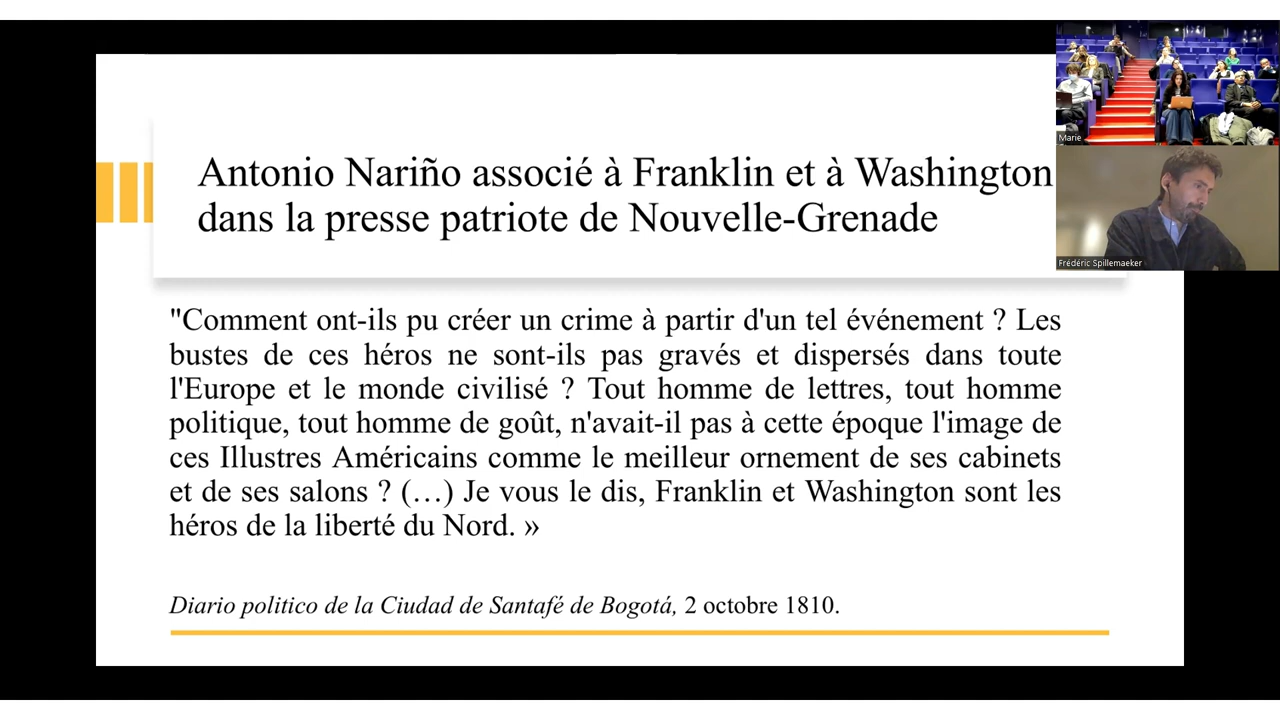 Antonio Nariño associé à Franklin et à Washington
dans la presse patriote de Nouvelle-Grenade
"Comment ont-ils pu créer un crime à partir d'un tel événement ? Les
bustes de ces héros ne sont-ils pas gravés et dispersés dans toute
l'Europe et le monde civilisé ? Tout homme de lettres, tout homme
politique, tout homme de goût, n'avait-il pas à cette époque l'image de
ces Illustres Américains comme le meilleur ornement de ses cabinets
et de ses salons ? (…) Je vous le dis, Franklin et Washington sont les
héros de la liberté du Nord. »
Diario politico de la Ciudad de Santafé de Bogotá, 2 octobre 1810.
Marie
Frédéric Spillemaeker